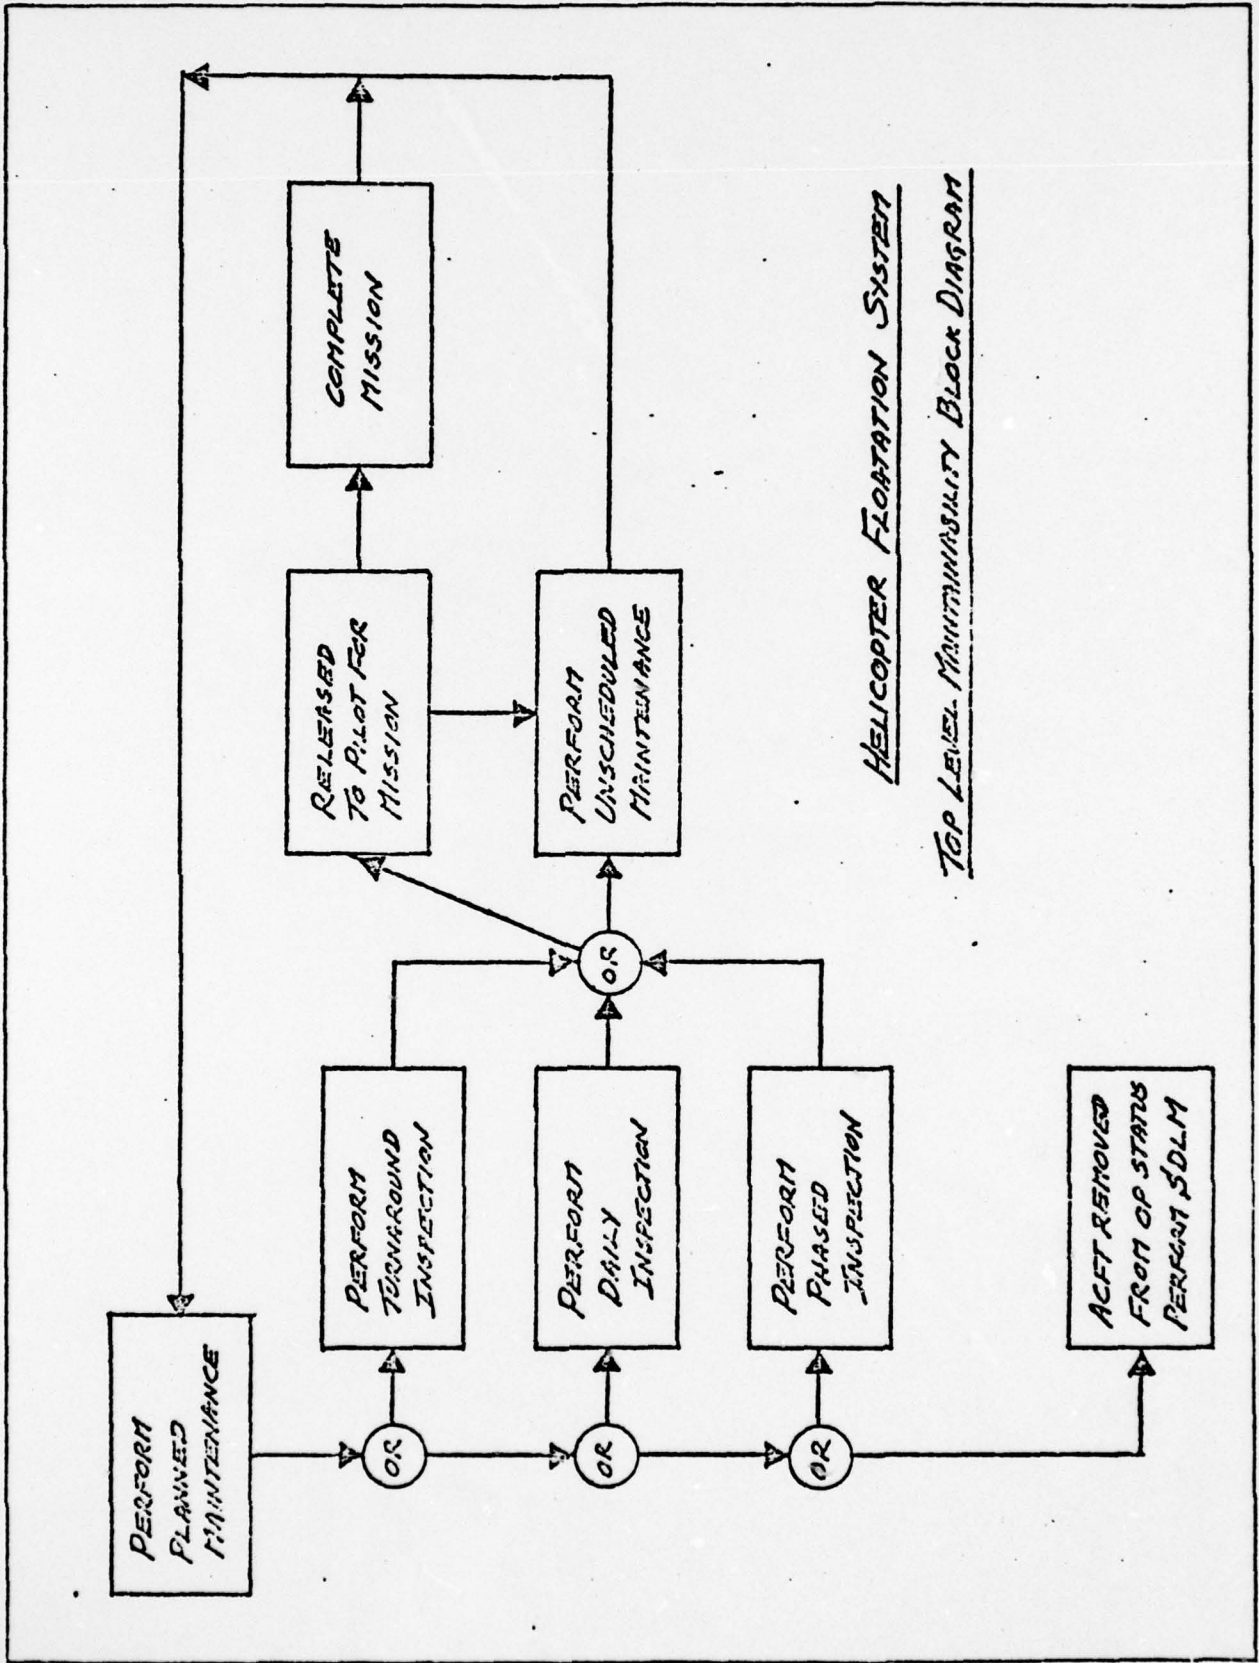 PERFORM
PLANNED
MAINTENANCE
OR
PERFORM
TURNAROUND
INSPECTION
OR
PERFORM
DAILY
INSPECTION
OR
PERFORM
PHASED
INSPECTION
ACFT REMOVED
FROM OP STATUS
PERFORM SDLM
OR
RELEASED
TO PILOT FOR
MISSION
PERFORM
UNSCHEDULED
MAINTENANCE
COMPLETE
MISSION
HELICOPTER FLOATATION SYSTEM
TOP LEVEL MAINTAINABILITY BLOCK DIAGRAM